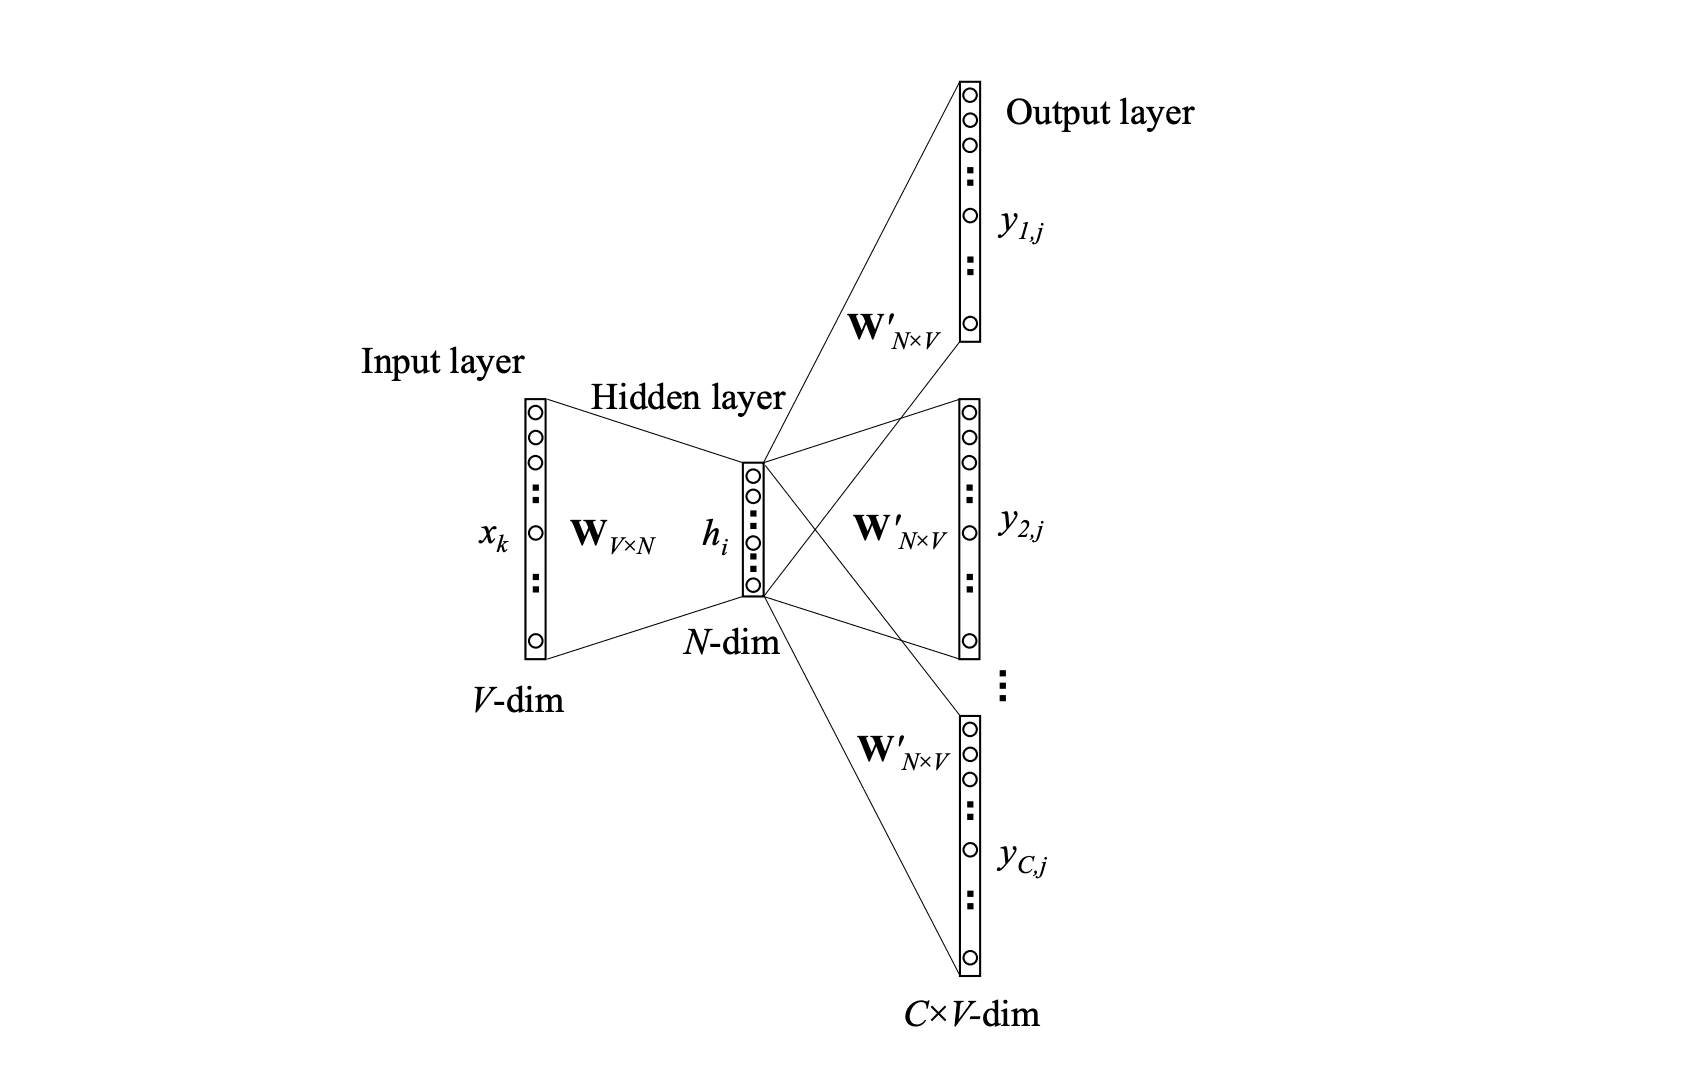 Output layer
y1,j
W′N×V
Input layer
Hidden layer
xk
WV×N
hi
W′N×V
y2,j
N-dim
V-dim
W′N×V
yC,j
C×V-dim